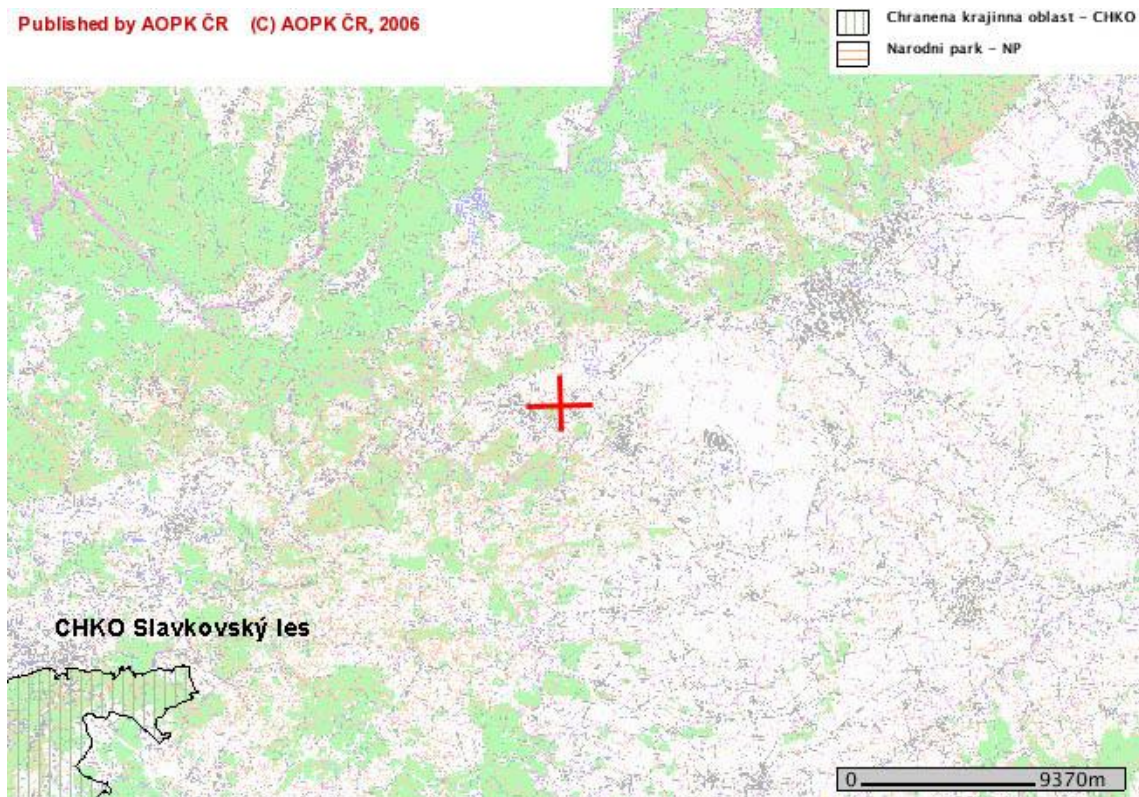 Published by AOPK ČR (C) AOPK ČR, 2006
Chranena krajinna oblast - CHKO
Narodni park - NP
CHKO Slavkovský les
0 9370m